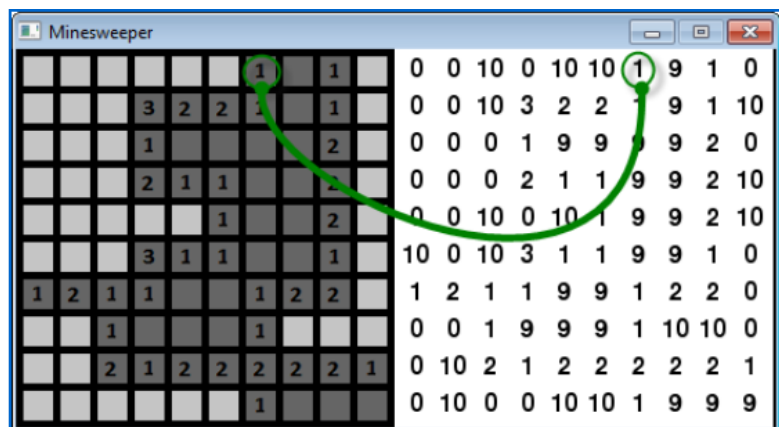 Minesweeper
1 1 0 0 10 0 10 10 1 9 1 0
3 2 2 1 1 0 0 10 3 2 2 1 9 1 10
1 2 0 0 0 1 9 9 9 9 2 0
2 1 1 2 0 0 0 2 1 1 9 9 2 10
1 2 0 0 10 0 10 1 9 9 2 10
3 1 1 1 10 0 10 3 1 1 9 9 1 0
1 2 1 1 1 2 2 1 2 1 1 9 9 1 2 2 0
1 1 0 0 1 9 9 9 1 10 10 0
2 1 2 2 2 2 2 1 0 10 2 1 2 2 2 2 2 1
1 0 10 0 0 10 10 1 9 9 9